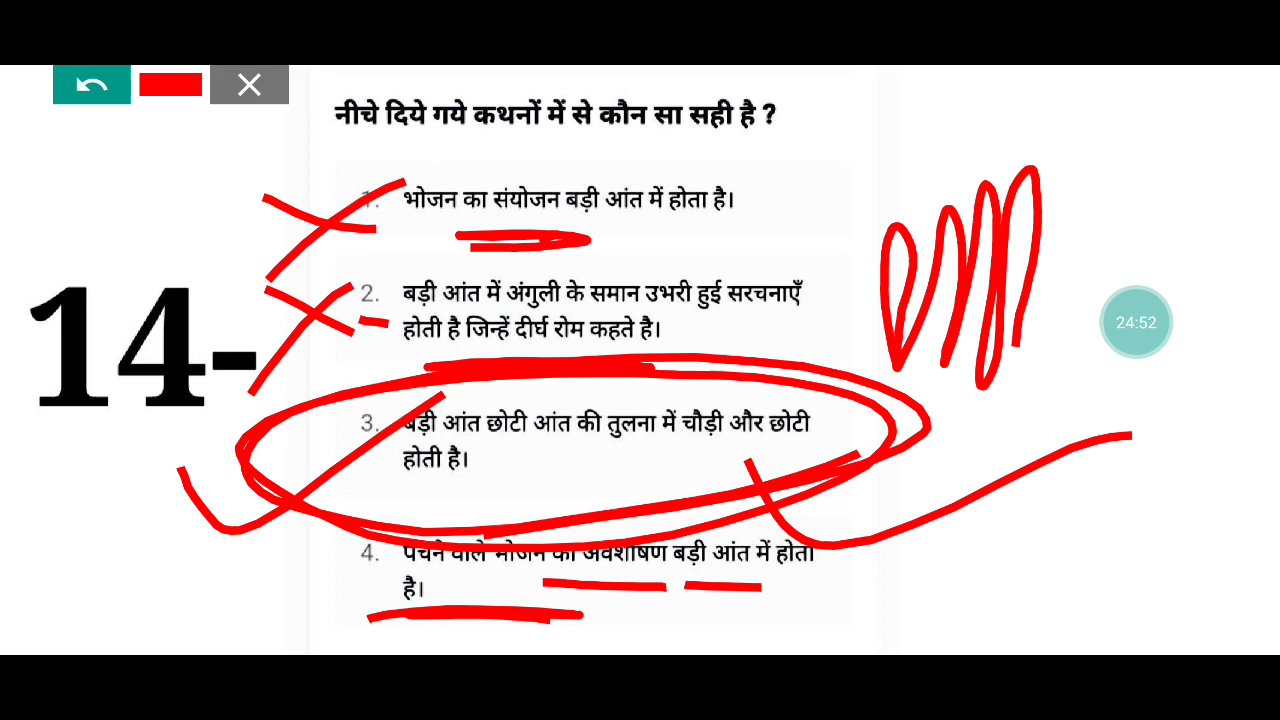 नीचे दिये गये कथनों में से कौन सा सही है ?
1. भोजन का संयोजन बड़ी आंत में होता है।
2. बड़ी आंत में अंगुली के समान उभरी हुई सरचनाएँ
होती है जिन्हें दीर्घ रोम कहते है।
14-
24:52
3. बड़ी आंत छोटी आंत की तुलना में चौड़ी और छोटी
होती है।
4. पचने वाले भोजन का अवशोषण बड़ी आंत में होता
है।